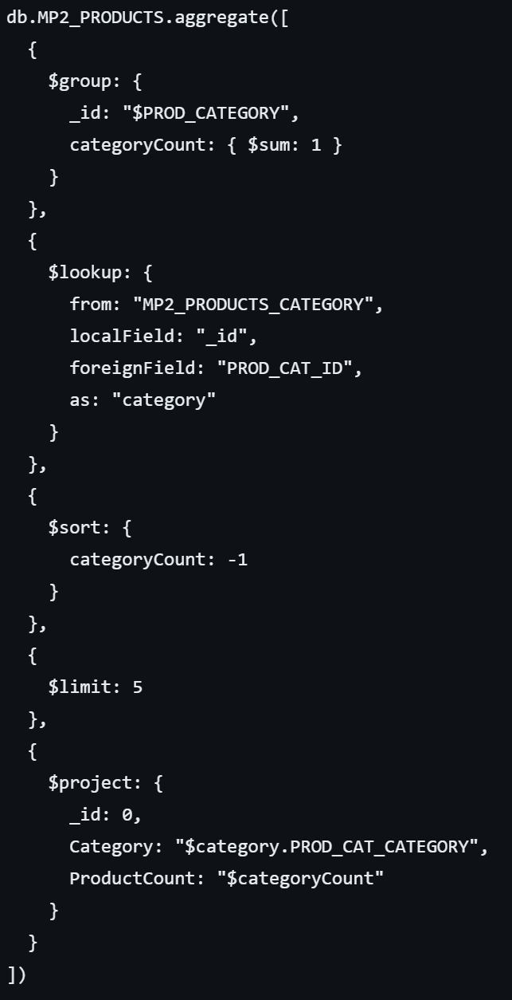 db.MP2_PRODUCTS.aggregate([
  {
    $group: {
      _id: "$PROD_CATEGORY",
      categoryCount: { $sum: 1 }
    }
  },
  {
    $lookup: {
      from: "MP2_PRODUCTS_CATEGORY",
      localField: "_id",
      foreignField: "PROD_CAT_ID",
      as: "category"
    }
  },
  {
    $sort: {
      categoryCount: -1
    }
  },
  {
    $limit: 5
  },
  {
    $project: {
      _id: 0,
      Category: "$category.PROD_CAT_CATEGORY",
      ProductCount: "$categoryCount"
    }
  }
])